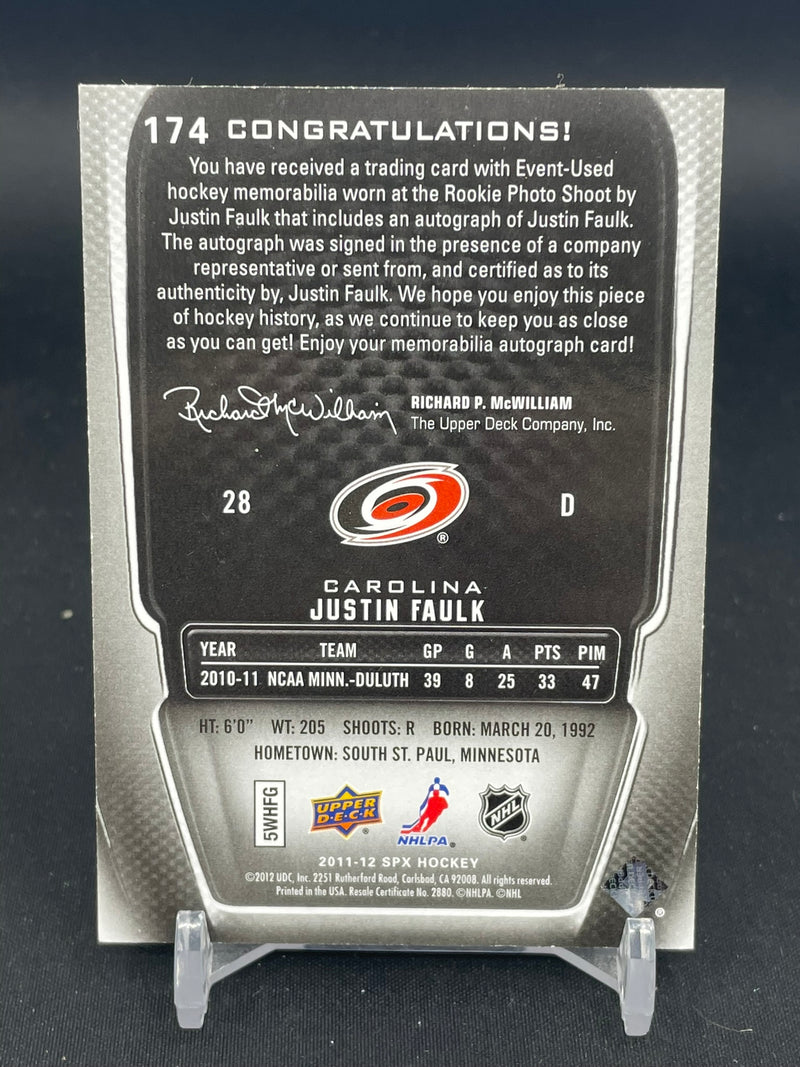 174 CONGRATULATIONS!
You have received a trading card with Event-Used
hockey memorabilia worn at the Rookie Photo Shoot by
Justin Faulk that includes an autograph of Justin Faulk.
The autograph was signed in the presence of a company
representative or sent from, and certified as to its
authenticity by, Justin Faulk. We hope you enjoy this piece
of hockey history, as we continue to keep you as close
as you can get! Enjoy your memorabilia autograph card!
Richard McWilliam
RICHARD P. McWILLIAM
The Upper Deck Company, Inc.
28 D
®
CAROLINA
JUSTIN FAULK
YEAR TEAM GP G A PTS PIM
2010-11 NCAA MINN.-DULUTH 39 8 25 33 47
HT: 6'0" WT: 205 SHOOTS: R BORN: MARCH 20, 1992
HOMETOWN: SOUTH ST. PAUL, MINNESOTA
5WHFG
UPPER
D·E·C·K®
NHLPA®
NHL®
2011-12 SPX HOCKEY
©2012 UDC, Inc. 2251 Rutherford Road, Carlsbad, CA 92008. All rights reserved.
Printed in the USA. Resale Certificate No. 2880. ©NHLPA. ©NHL
®